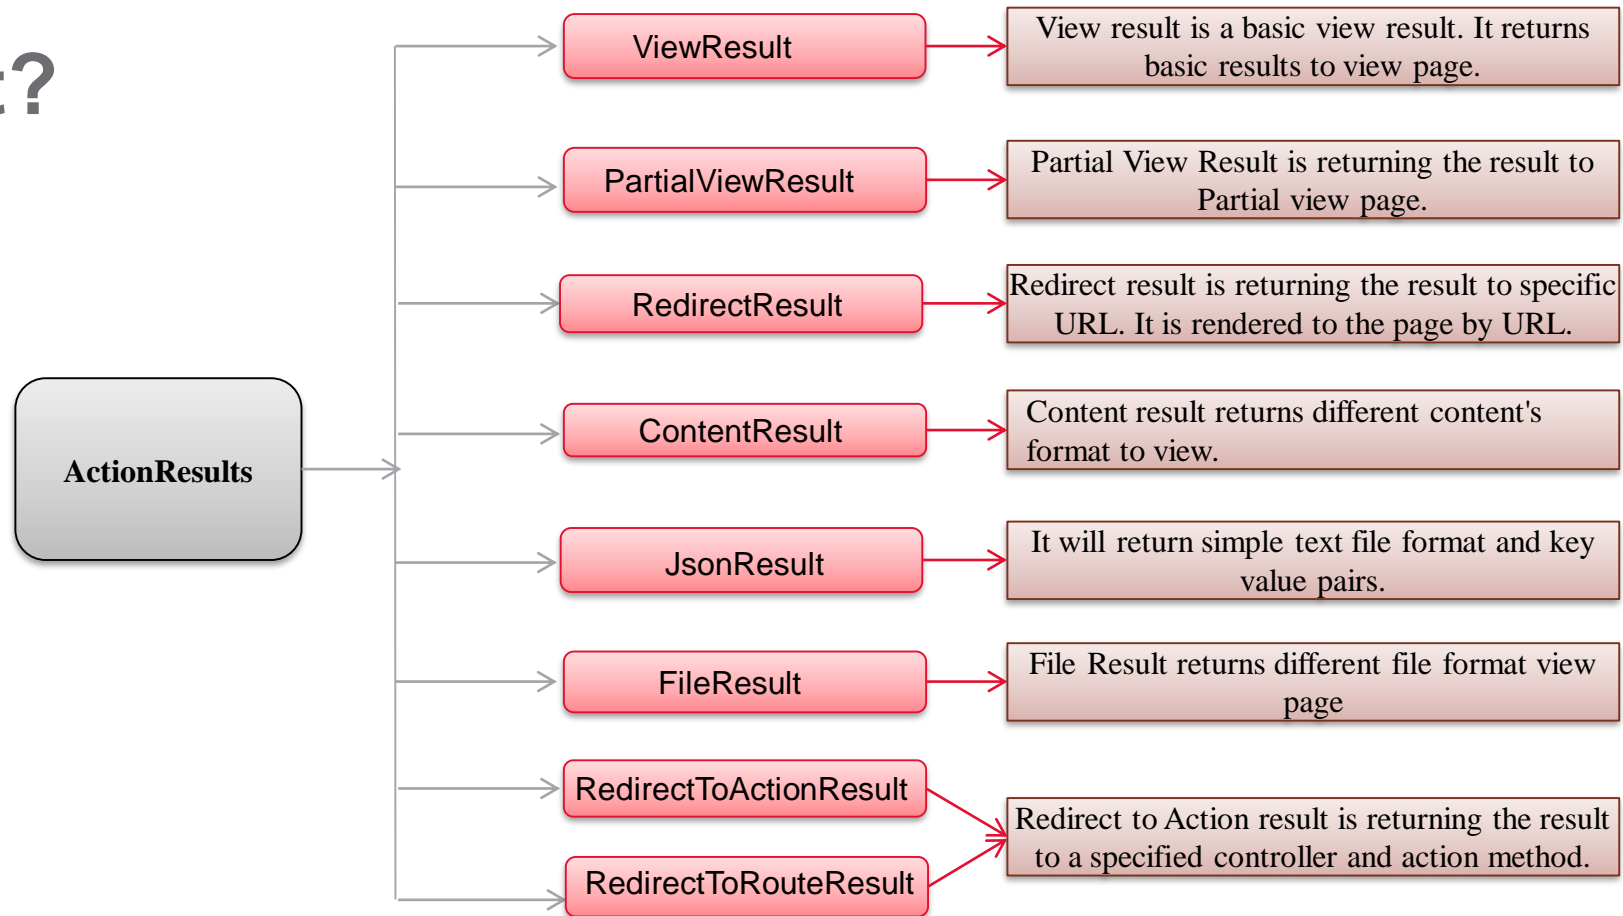 t?
ViewResult
View result is a basic view result. It returns
basic results to view page.
PartialViewResult
Partial View Result is returning the result to
Partial view page.
RedirectResult
Redirect result is returning the result to specific
URL. It is rendered to the page by URL.
ActionResults
ContentResult
Content result returns different content's
format to view.
JsonResult
It will return simple text file format and key
value pairs.
FileResult
File Result returns different file format view
page
RedirectToActionResult
RedirectToRouteResult
Redirect to Action result is returning the result
to a specified controller and action method.